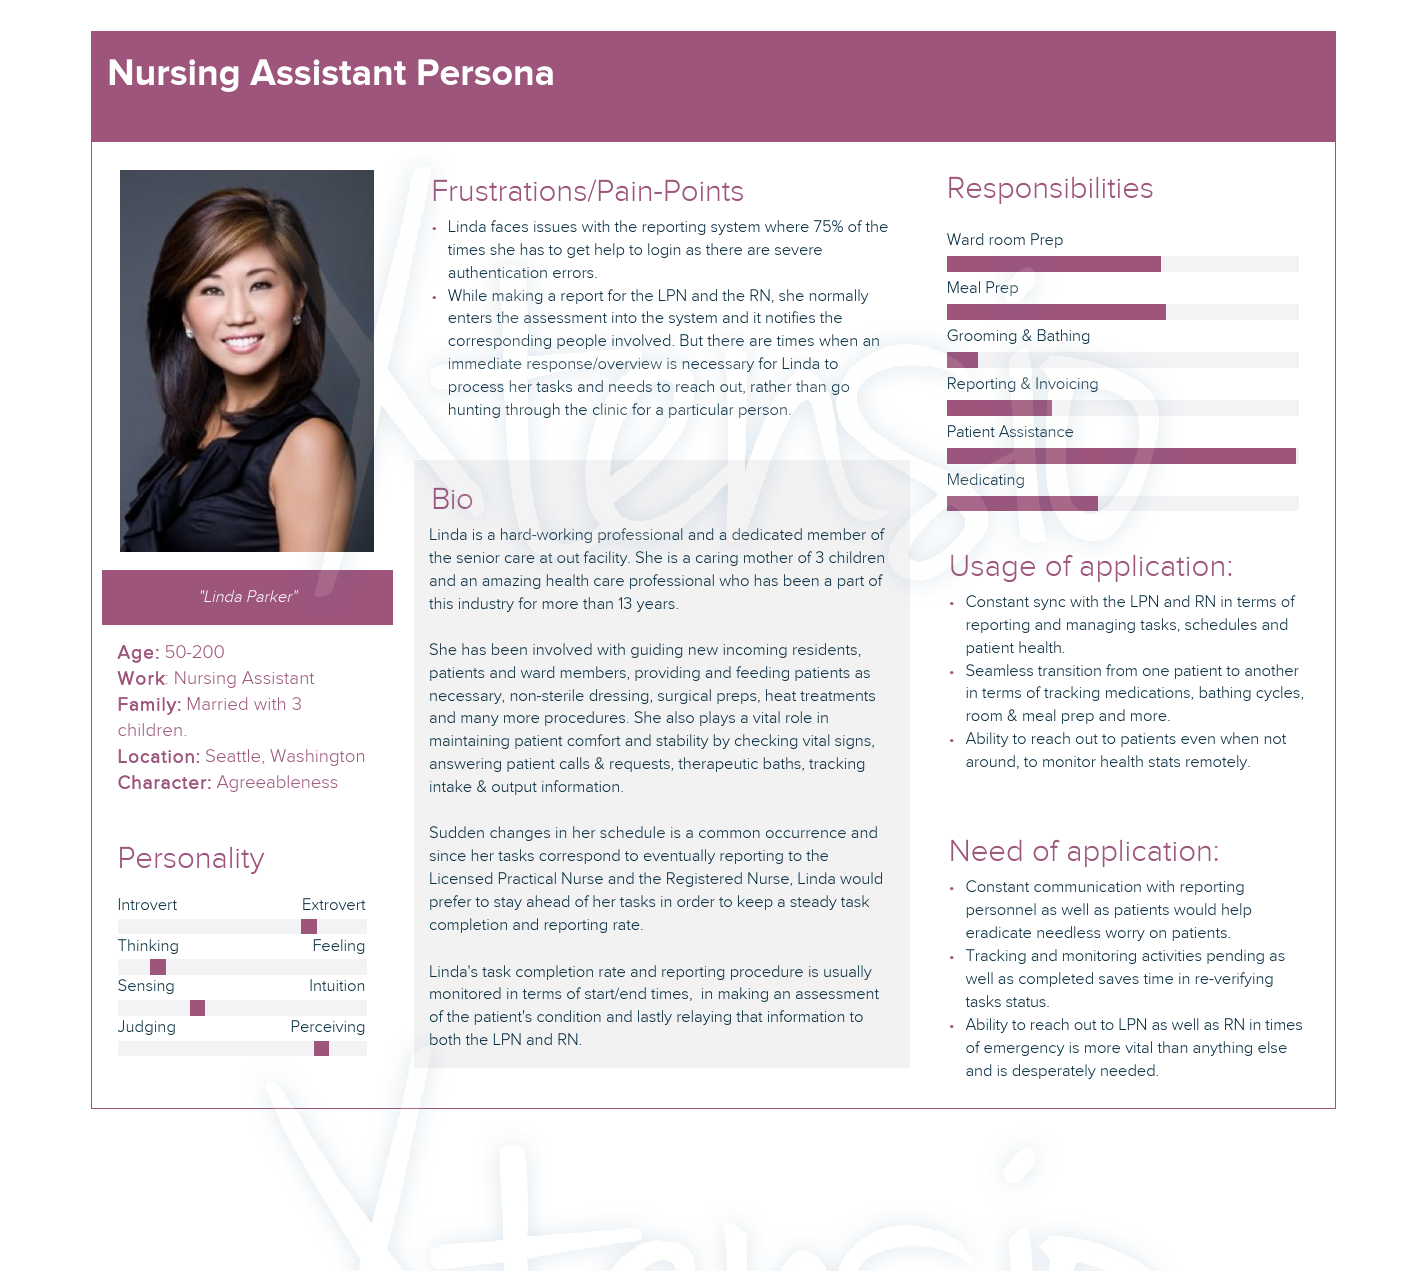 Nursing Assistant Persona
"Linda Parker"
Age: 50-200
Work: Nursing Assistant
Family: Married with 3
children.
Location: Seattle, Washington
Character: Agreeableness
Personality
Introvert Extrovert
Thinking Feeling
Sensing Intuition
Judging Perceiving
Frustrations/Pain-Points
• Linda faces issues with the reporting system where 75% of the
times she has to get help to login as there are severe
authentication errors.
• While making a report for the LPN and the RN, she normally
enters the assessment into the system and it notifies the
corresponding people involved. But there are times when an
immediate response/overview is necessary for Linda to
process her tasks and needs to reach out, rather than go
hunting through the clinic for a particular person.
Bio
Linda is a hard-working professional and a dedicated member of
the senior care at out facility. She is a caring mother of 3 children
and an amazing health care professional who has been a part of
this industry for more than 13 years.
She has been involved with guiding new incoming residents,
patients and ward members, providing and feeding patients as
necessary, non-sterile dressing, surgical preps, heat treatments
and many more procedures. She also plays a vital role in
maintaining patient comfort and stability by checking vital signs,
answering patient calls & requests, therapeutic baths, tracking
intake & output information.
Sudden changes in her schedule is a common occurrence and
since her tasks correspond to eventually reporting to the
Licensed Practical Nurse and the Registered Nurse, Linda would
prefer to stay ahead of her tasks in order to keep a steady task
completion and reporting rate.
Linda's task completion rate and reporting procedure is usually
monitored in terms of start/end times,  in making an assessment
of the patient's condition and lastly relaying that information to
both the LPN and RN.
Responsibilities
Ward room Prep
Meal Prep
Grooming & Bathing
Reporting & Invoicing
Patient Assistance
Medicating
Usage of application:
• Constant sync with the LPN and RN in terms of
reporting and managing tasks, schedules and
patient health.
• Seamless transition from one patient to another
in terms of tracking medications, bathing cycles,
room & meal prep and more.
• Ability to reach out to patients even when not
around, to monitor health stats remotely.
Need of application:
• Constant communication with reporting
personnel as well as patients would help
eradicate needless worry on patients.
• Tracking and monitoring activities pending as
well as completed saves time in re-verifying
tasks status.
• Ability to reach out to LPN as well as RN in times
of emergency is more vital than anything else
and is desperately needed.
Xtensio
Xtensio